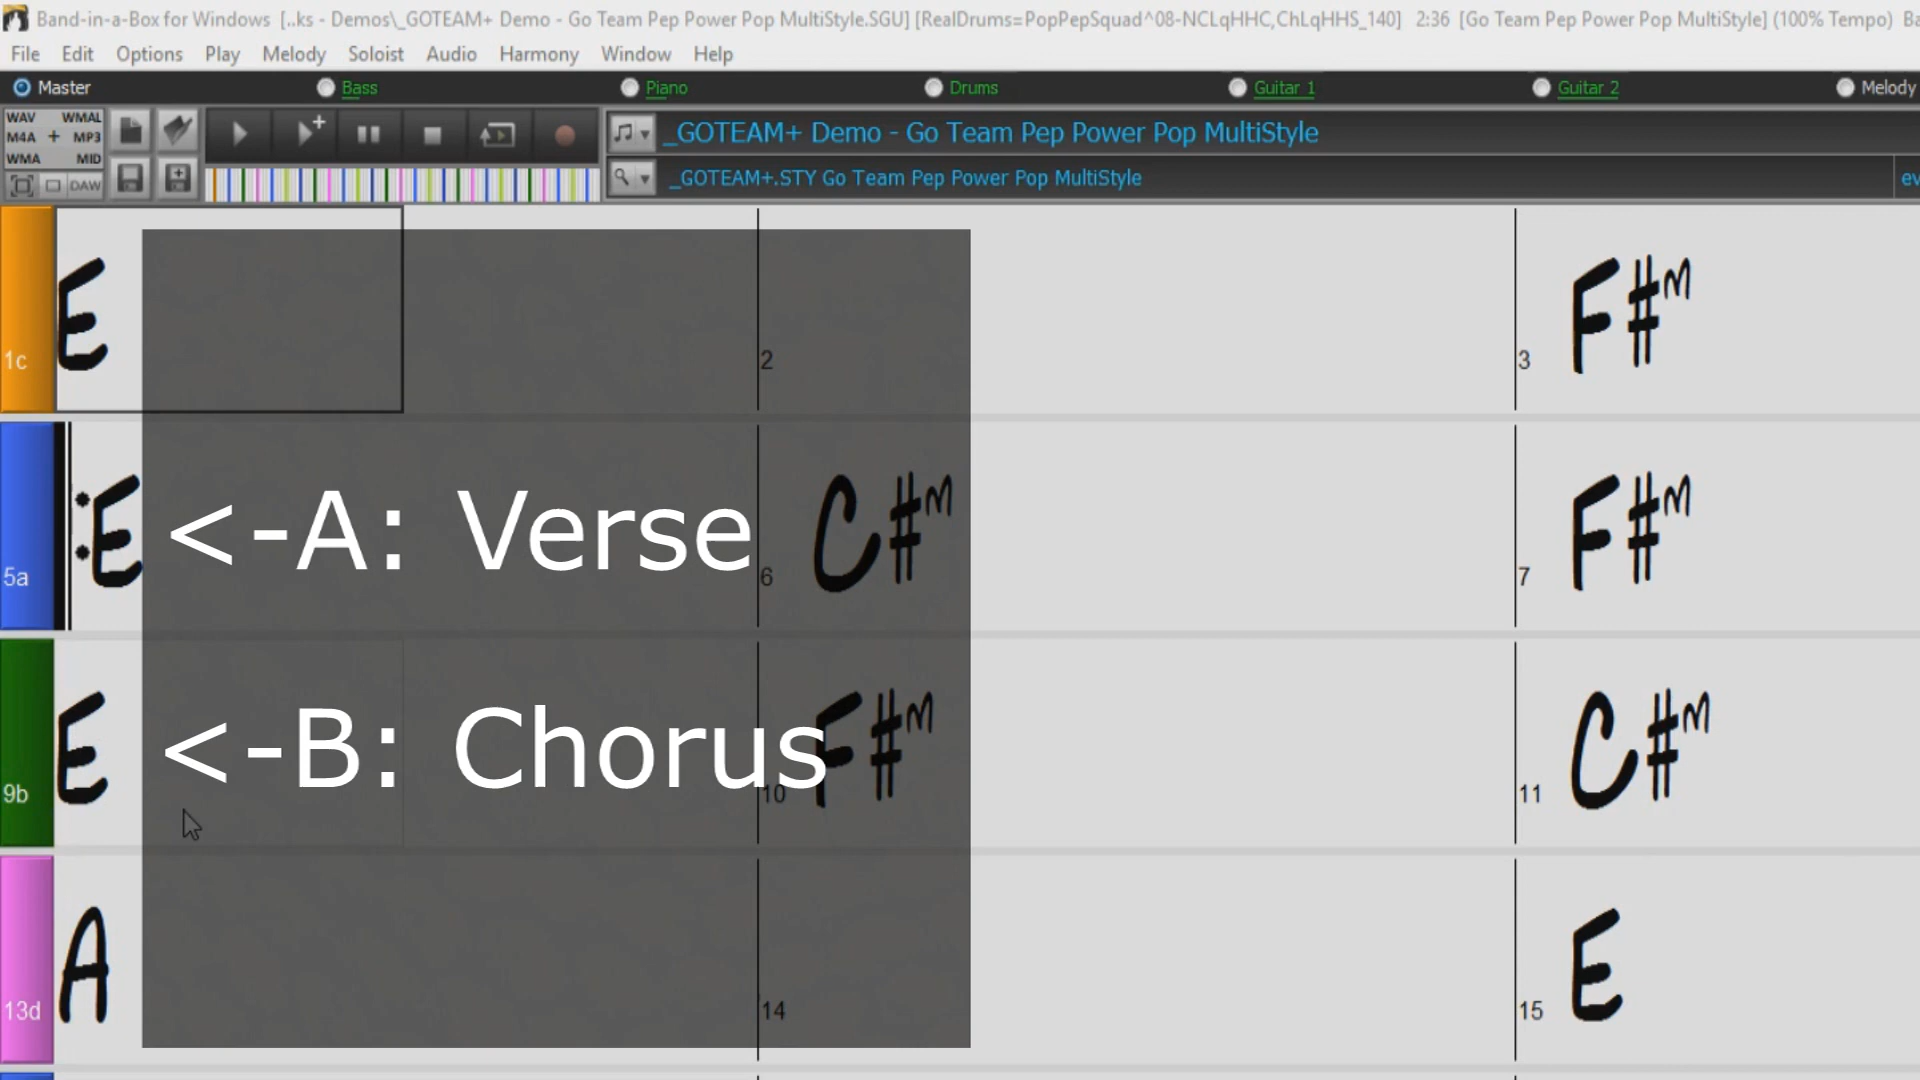 Band-in-a-Box for Windows [..ks - Demos\_GOTEAM+ Demo - Go Team Pep Power Pop MultiStyle.SGU] [RealDrums=PopPepSquad^08-NCLqHHC,ChLqHHS_140] 2:36 [Go Team Pep Power Pop MultiStyle] (100% Tempo) Ba
File Edit Options Play Melody Soloist Audio Harmony Window Help
Master Bass Piano Drums Guitar 1 Guitar 2 Melody
WAV WMAL
M4A + MP3
WMA MID
DAW
_GOTEAM+ Demo - Go Team Pep Power Pop MultiStyle
_GOTEAM+.STY Go Team Pep Power Pop MultiStyle ev
1c E 2 3 F#m
5a E <-A: Verse 6 C#m 7 F#m
9b E <-B: Chorus 10 F#m 11 C#m
13d A 14 15 E